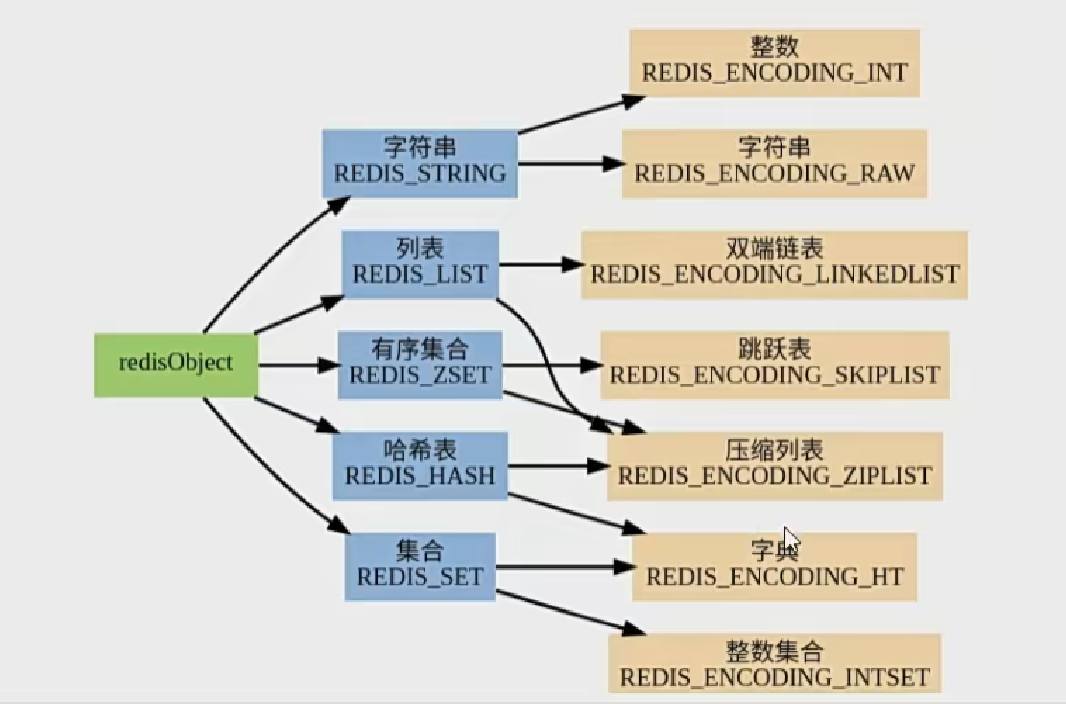 整数
REDIS_ENCODING_INT
字符串
REDIS_STRING
字符串
REDIS_ENCODING_RAW
列表
REDIS_LIST
双端链表
REDIS_ENCODING_LINKEDLIST
redisObject
有序集合
REDIS_ZSET
跳跃表
REDIS_ENCODING_SKIPLIST
哈希表
REDIS_HASH
压缩列表
REDIS_ENCODING_ZIPLIST
集合
REDIS_SET
字典
REDIS_ENCODING_HT
整数集合
REDIS_ENCODING_INTSET